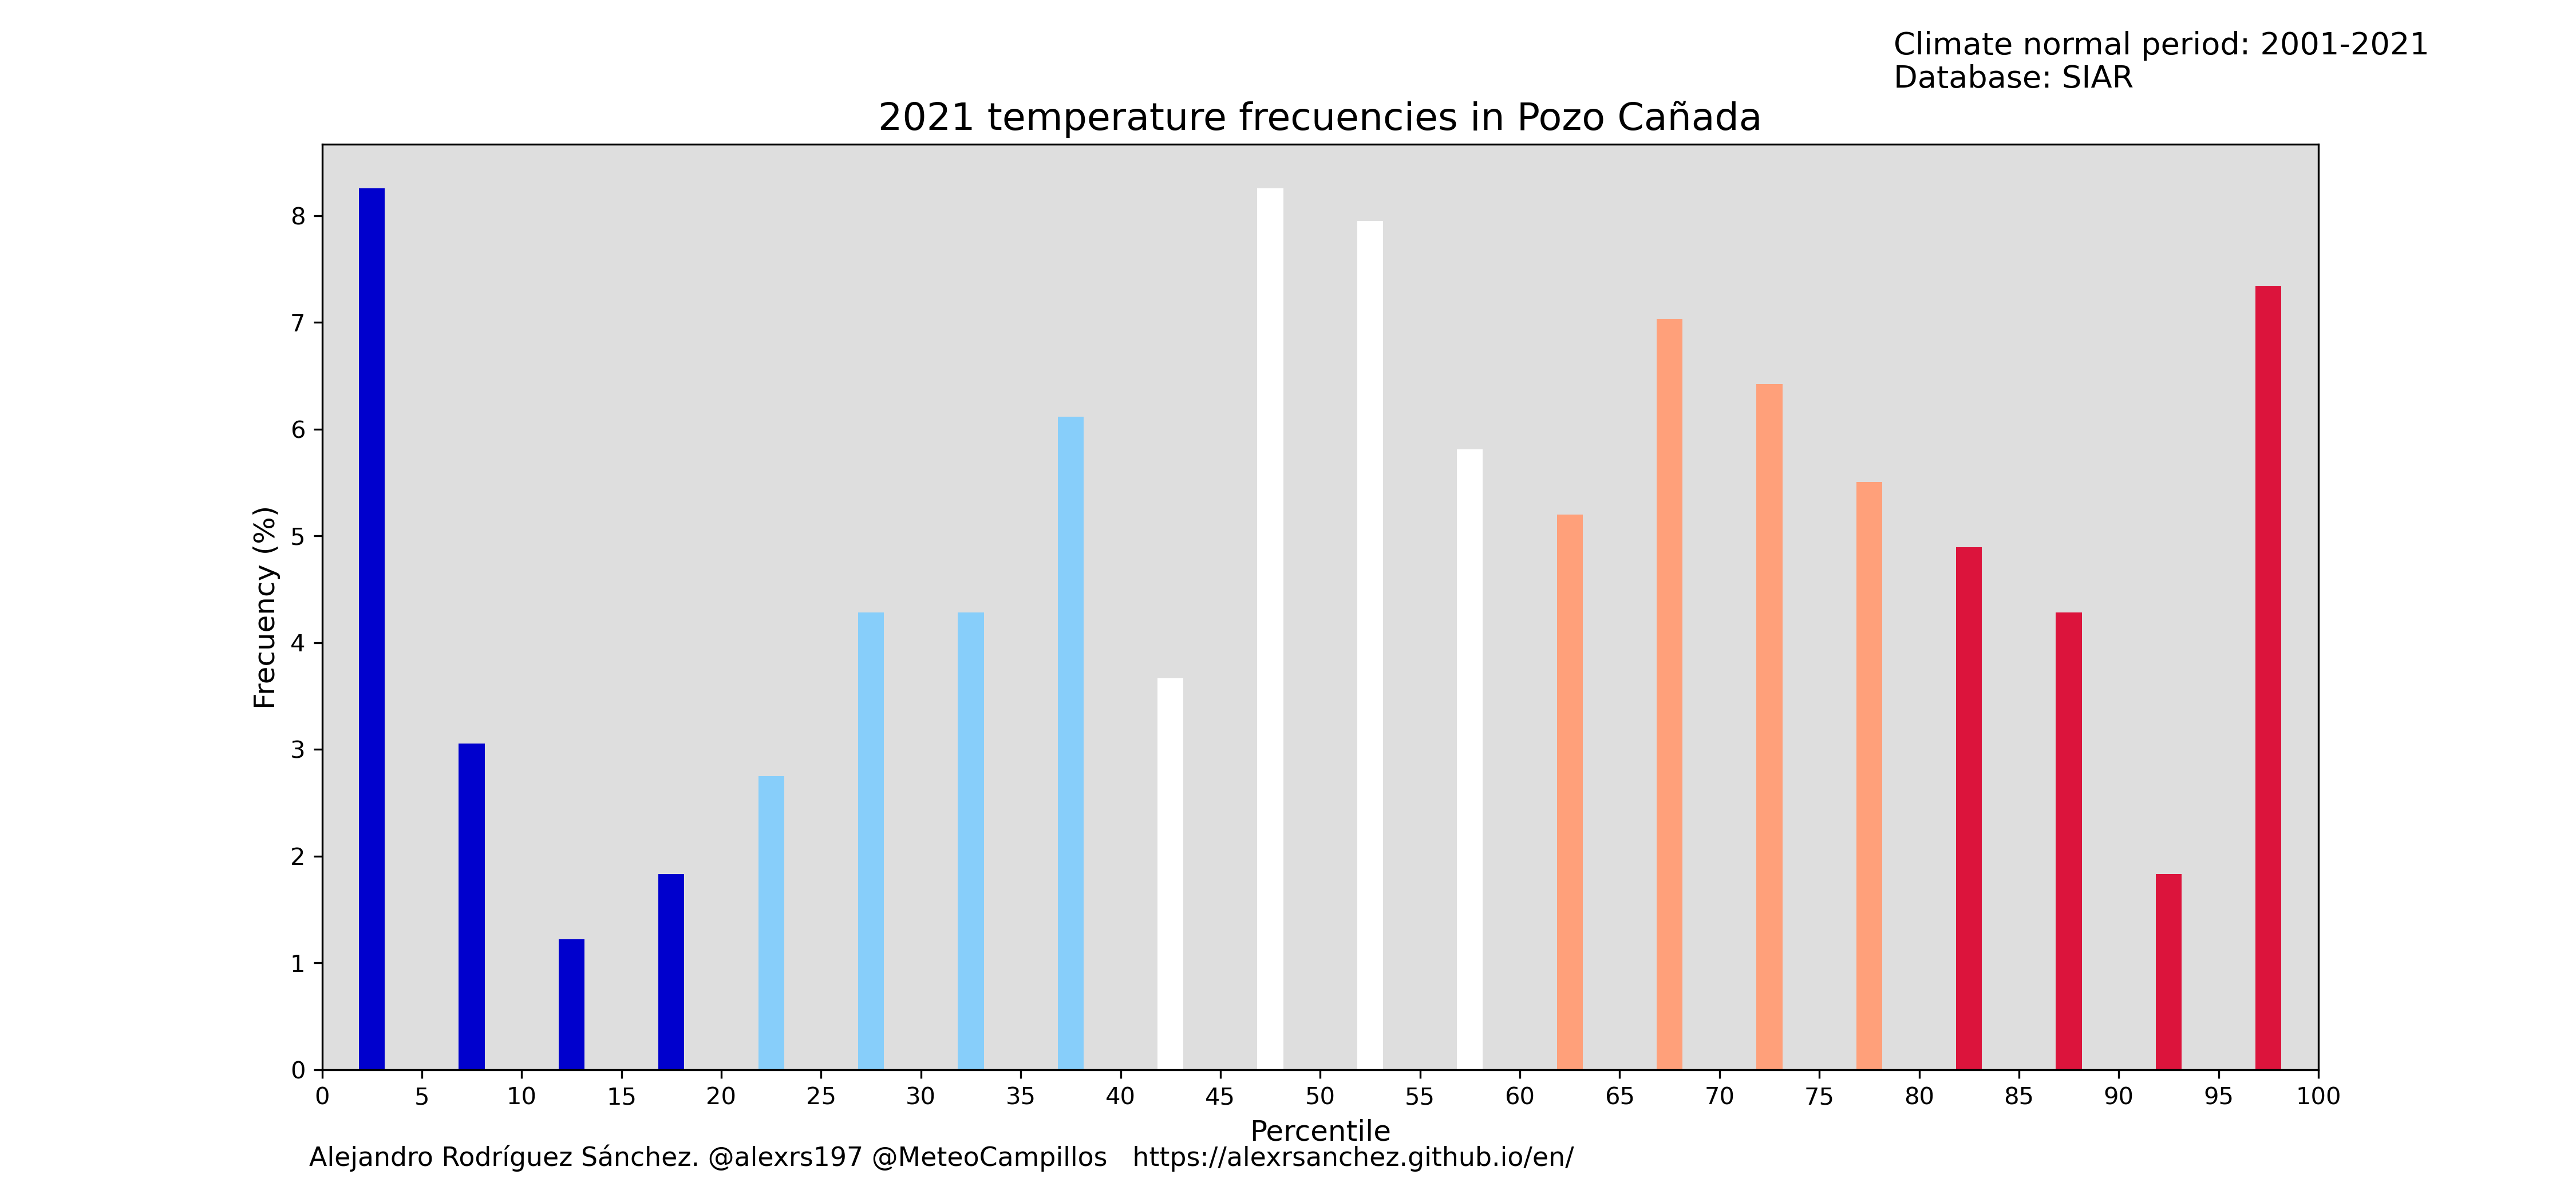 Climate normal period: 2001-2021
Database: SIAR
2021 temperature frecuencies in Pozo Cañada
Frecuency (%)
8
7
6
5
4
3
2
1
0
0 5 10 15 20 25 30 35 40 45 50 55 60 65 70 75 80 85 90 95 100
Percentile
Alejandro Rodríguez Sánchez. @alexrs197 @MeteoCampillos https://alexrsanchez.github.io/en/